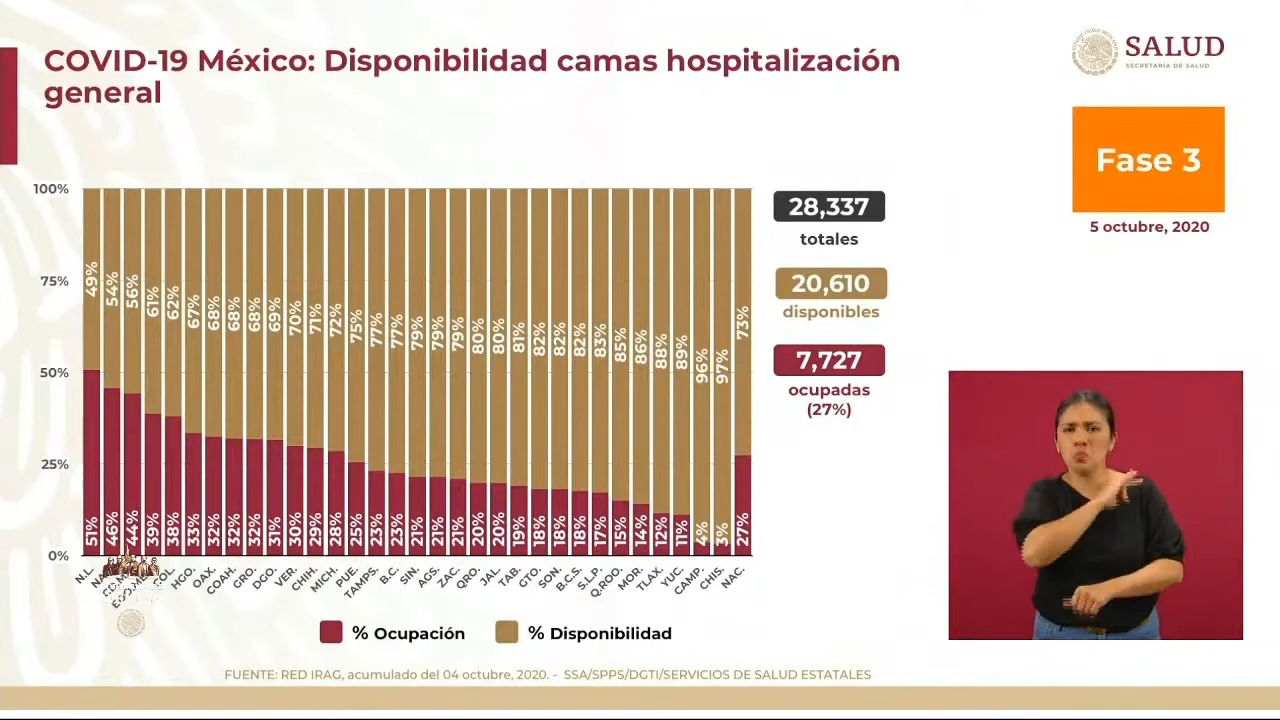 COVID-19 México: Disponibilidad camas hospitalización
general
SALUD
SECRETARÍA DE SALUD
Fase 3
5 octubre, 2020
100%
75%
50%
25%
0%
49% 54% 56% 61% 62% 67% 68% 68% 68% 69% 70% 71% 72% 75% 77% 77% 79% 79% 79% 80% 80% 81% 82% 82% 82% 83% 85% 86% 88% 89% 96% 97% 73%
51% 46% 44% 39% 38% 33% 32% 32% 32% 31% 30% 29% 28% 25% 23% 23% 21% 21% 21% 20% 20% 19% 18% 18% 18% 17% 15% 14% 12% 11% 4% 3% 27%
N.L. COL. HGO. OAX. COAH. GRO. DGO. VER. CHIH. MICH. PUE. TAMPS. B.C. SIN. AGS. ZAC. QRO. JAL. TAB. GTO. SON. B.C.S. S.L.P. Q.ROO. MOR. TLAX. YUC. CAMP. CHIS. NAC.
28,337
totales
20,610
disponibles
7,727
ocupadas
(27%)
% Ocupación % Disponibilidad
FUENTE: RED IRAG, acumulado del 04 octubre, 2020. - SSA/SPPS/DGTI/SERVICIOS DE SALUD ESTATALES